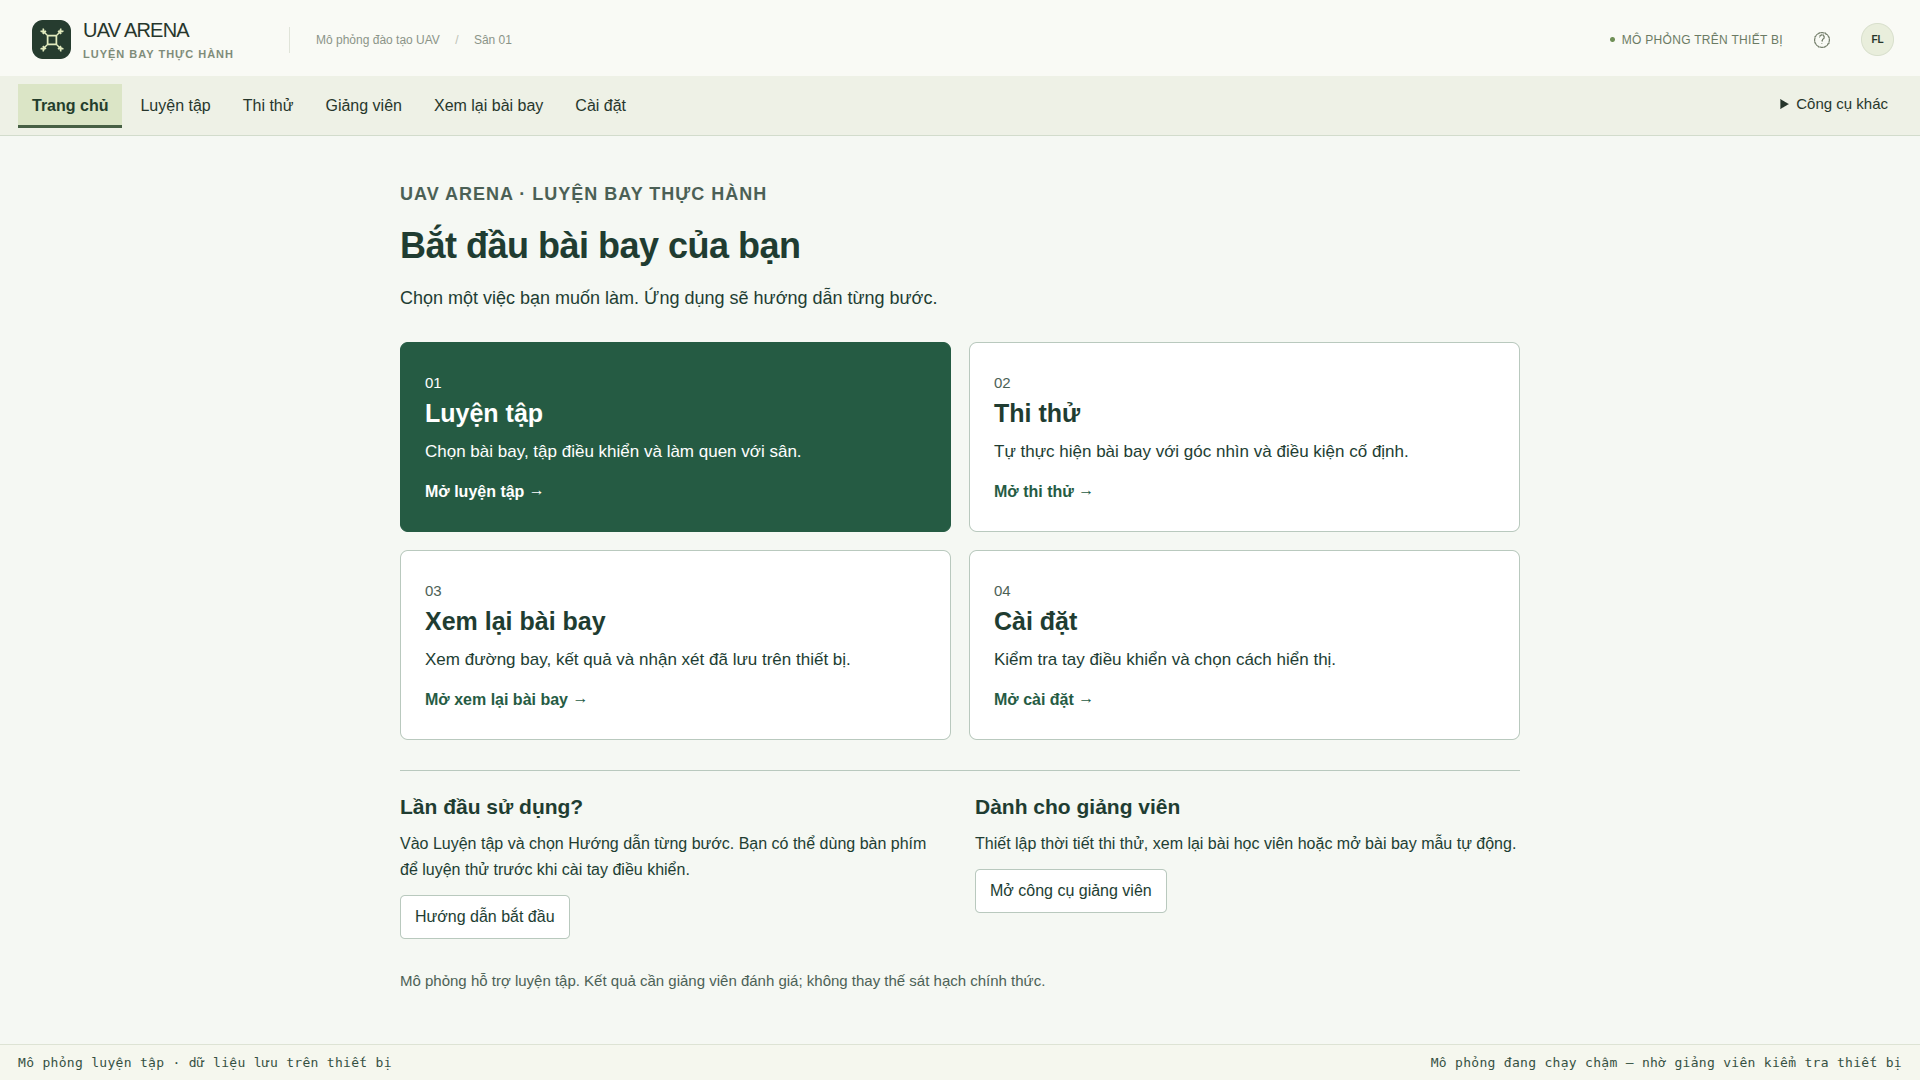 UAV ARENA
LUYỆN BAY THỰC HÀNH
Mô phỏng đào tạo UAV / Sân 01
MÔ PHỎNG TRÊN THIẾT BỊ
FL
Trang chủ
Luyện tập
Thi thử
Giảng viên
Xem lại bài bay
Cài đặt
▶ Công cụ khác
UAV ARENA · LUYỆN BAY THỰC HÀNH
Bắt đầu bài bay của bạn
Chọn một việc bạn muốn làm. Ứng dụng sẽ hướng dẫn từng bước.
01
Luyện tập
Chọn bài bay, tập điều khiển và làm quen với sân.
Mở luyện tập →
02
Thi thử
Tự thực hiện bài bay với góc nhìn và điều kiện cố định.
Mở thi thử →
03
Xem lại bài bay
Xem đường bay, kết quả và nhận xét đã lưu trên thiết bị.
Mở xem lại bài bay →
04
Cài đặt
Kiểm tra tay điều khiển và chọn cách hiển thị.
Mở cài đặt →
Lần đầu sử dụng?
Vào Luyện tập và chọn Hướng dẫn từng bước. Bạn có thể dùng bàn phím
để luyện thử trước khi cài tay điều khiển.
Hướng dẫn bắt đầu
Dành cho giảng viên
Thiết lập thời tiết thi thử, xem lại bài học viên hoặc mở bài bay mẫu tự động.
Mở công cụ giảng viên
Mô phỏng hỗ trợ luyện tập. Kết quả cần giảng viên đánh giá; không thay thế sát hạch chính thức.
Mô phỏng luyện tập · dữ liệu lưu trên thiết bị
Mô phỏng đang chạy chậm — nhờ giảng viên kiểm tra thiết bị